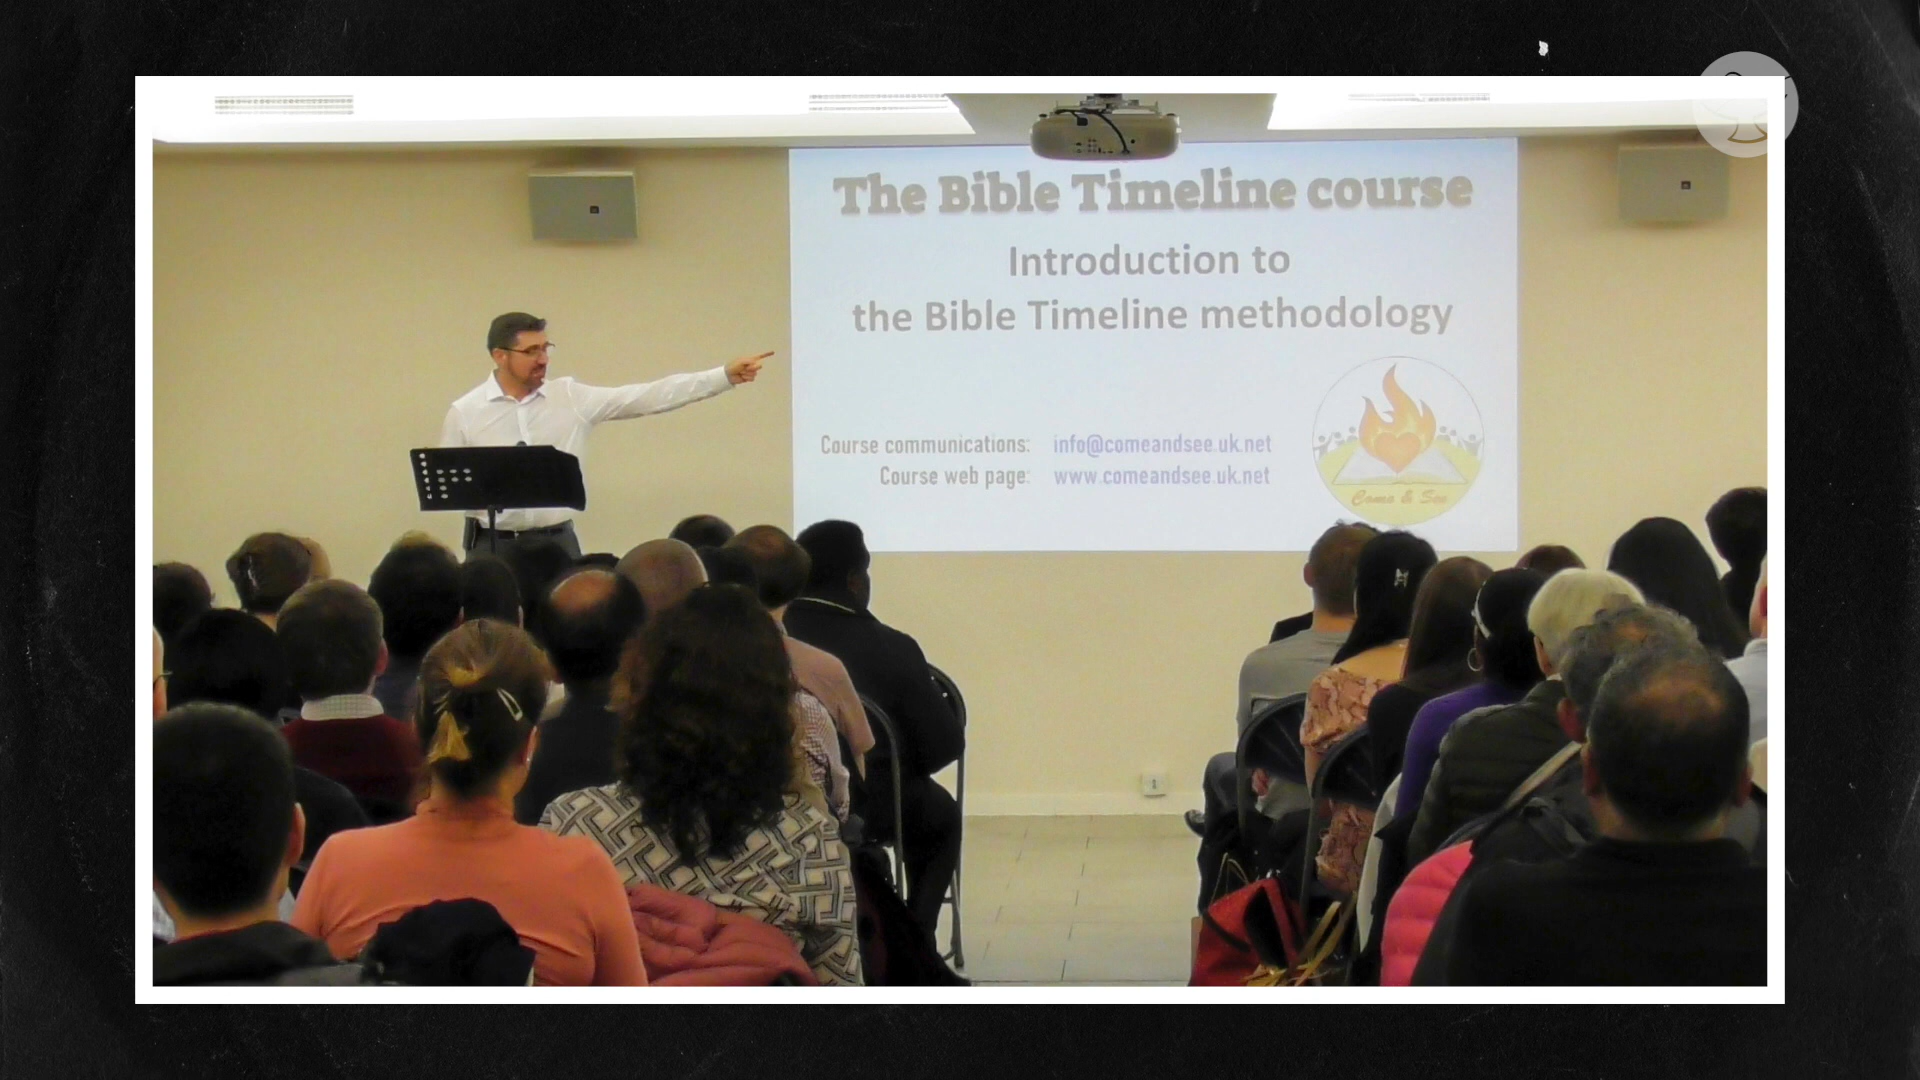 The Bible Timeline course
Introduction to
the Bible Timeline methodology
Course communications: info@comeandsee.uk.net
Course web page: www.comeandsee.uk.net
Come & See